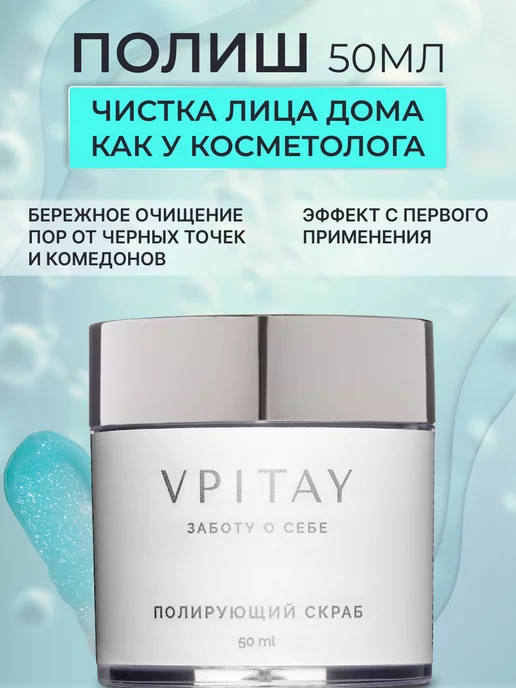 ПОЛИШ 50МЛ
ЧИСТКА ЛИЦА ДОМА
КАК У КОСМЕТОЛОГА
БЕРЕЖНОЕ ОЧИЩЕНИЕ
ПОР ОТ ЧЕРНЫХ ТОЧЕК
И КОМЕДОНОВ
ЭФФЕКТ С ПЕРВОГО
ПРИМЕНЕНИЯ
VPITAY
ЗАБОТУ О СЕБЕ
ПОЛИРУЮЩИЙ СКРАБ
50 ml